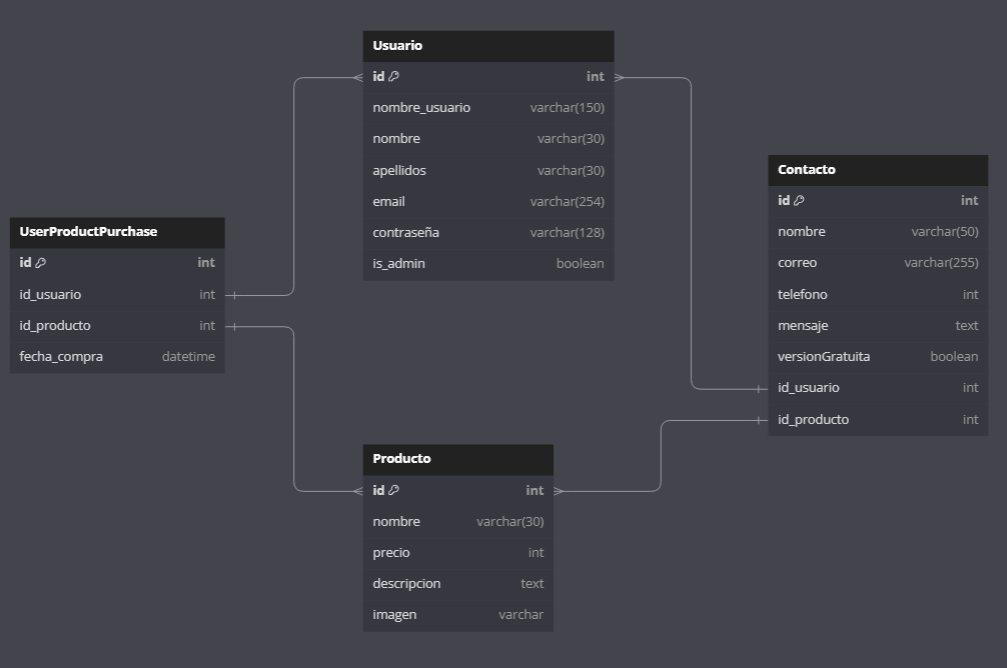 Usuario
id int
nombre_usuario varchar(150)
nombre varchar(30)
apellidos varchar(30)
email varchar(254)
contraseña varchar(128)
is_admin boolean
UserProductPurchase
id int
id_usuario int
id_producto int
fecha_compra datetime
Contacto
id int
nombre varchar(50)
correo varchar(255)
telefono int
mensaje text
versionGratuita boolean
id_usuario int
id_producto int
Producto
id int
nombre varchar(30)
precio int
descripcion text
imagen varchar